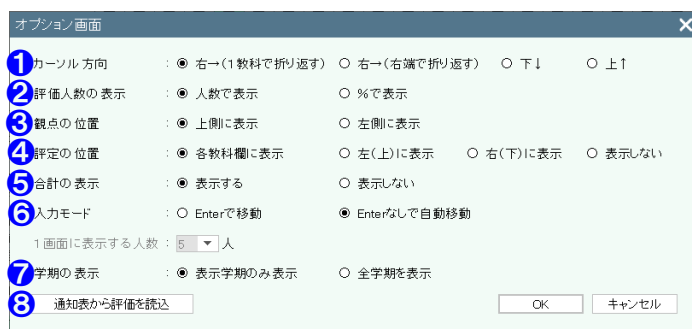 オプション画面 ×
❶ カーソル方向 : ◉ 右→(1教科で折り返す) ○ 右→(右端で折り返す) ○ 下↓ ○ 上↑
❷ 評価人数の表示 : ◉ 人数で表示 ○ %で表示
❸ 観点の位置 : ◉ 上側に表示 ○ 左側に表示
❹ 評定の位置 : ◉ 各教科欄に表示 ○ 左(上)に表示 ○ 右(下)に表示 ○ 表示しない
❺ 合計の表示 : ◉ 表示する ○ 表示しない
❻ 入力モード : ○ Enterで移動 ◉ Enterなしで自動移動
1画面に表示する人数 : 5 ▼ 人
❼ 学期の表示 : ◉ 表示学期のみ表示 ○ 全学期を表示
❽ 通知表から評価を読込 OK キャンセル